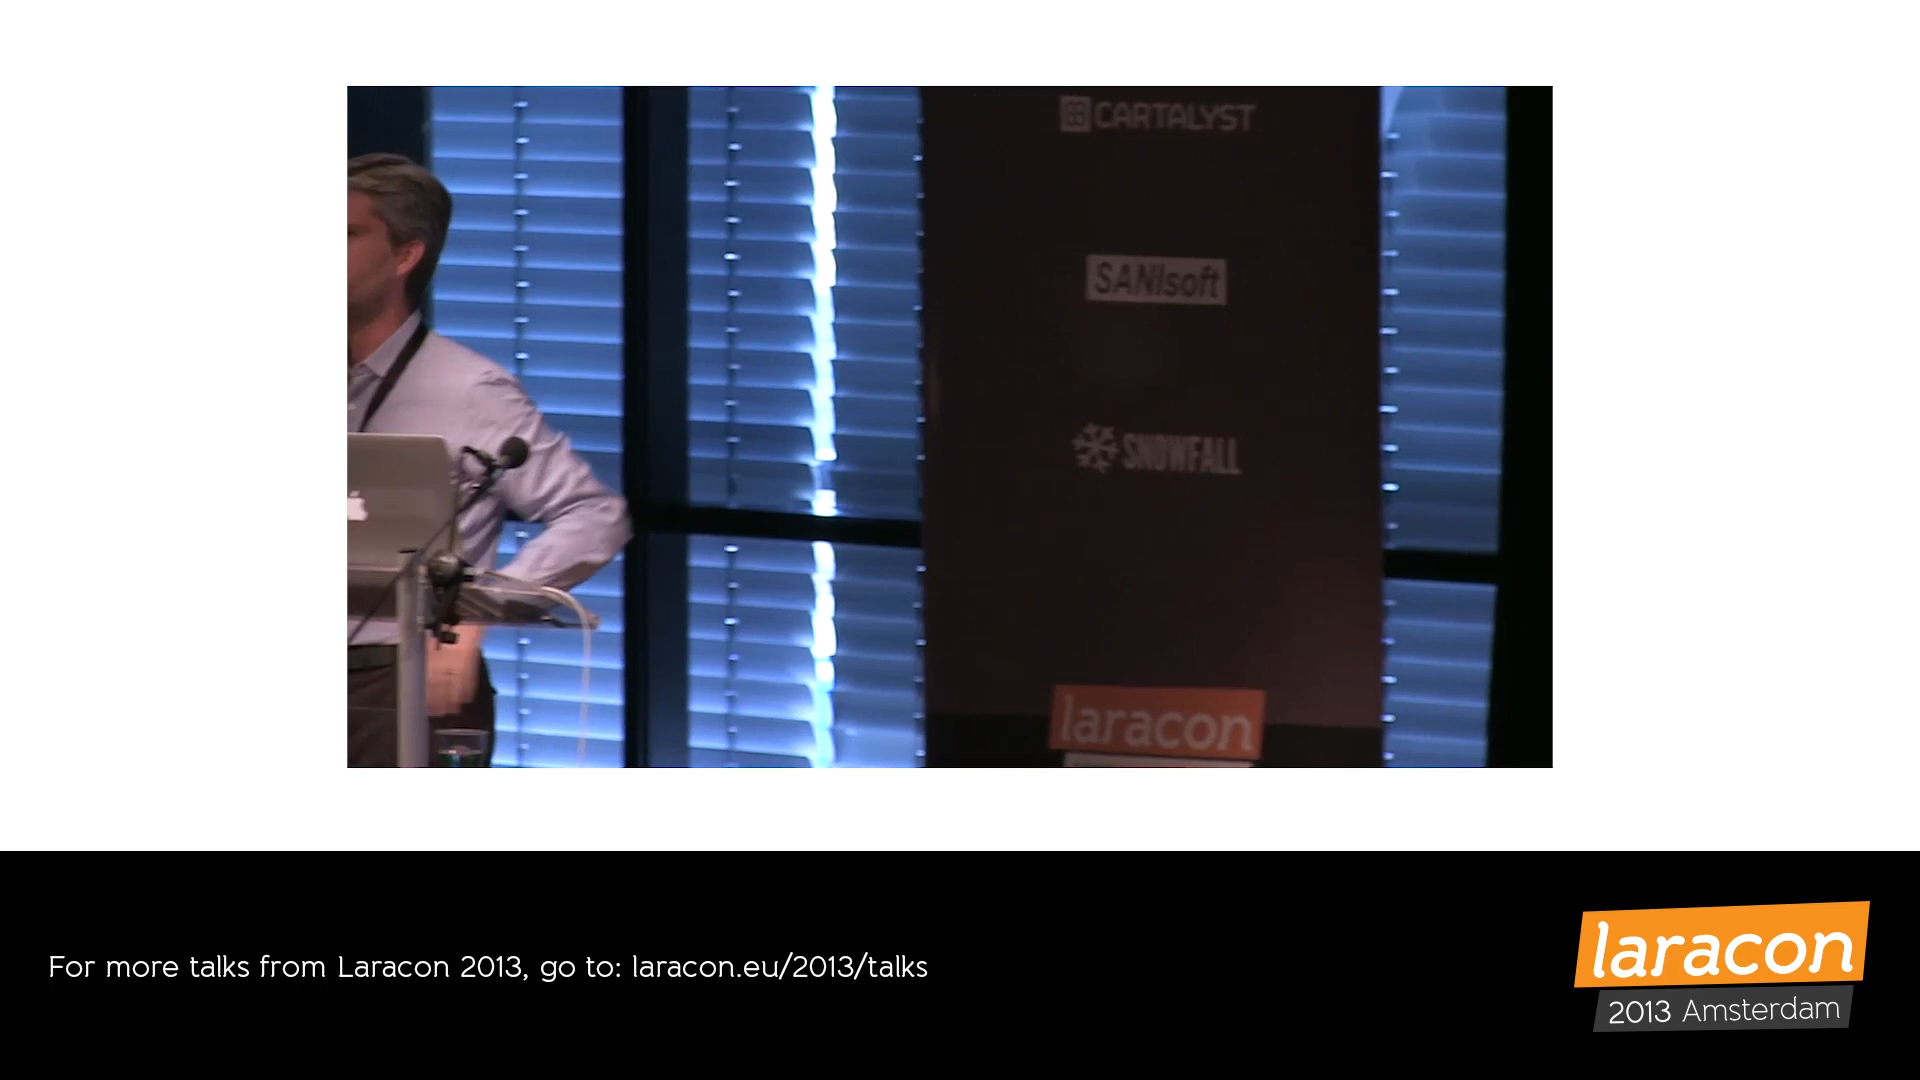 CARTALYST
SANIsoft
SNOWFALL
laracon
For more talks from Laracon 2013, go to: laracon.eu/2013/talks
laracon
2013 Amsterdam